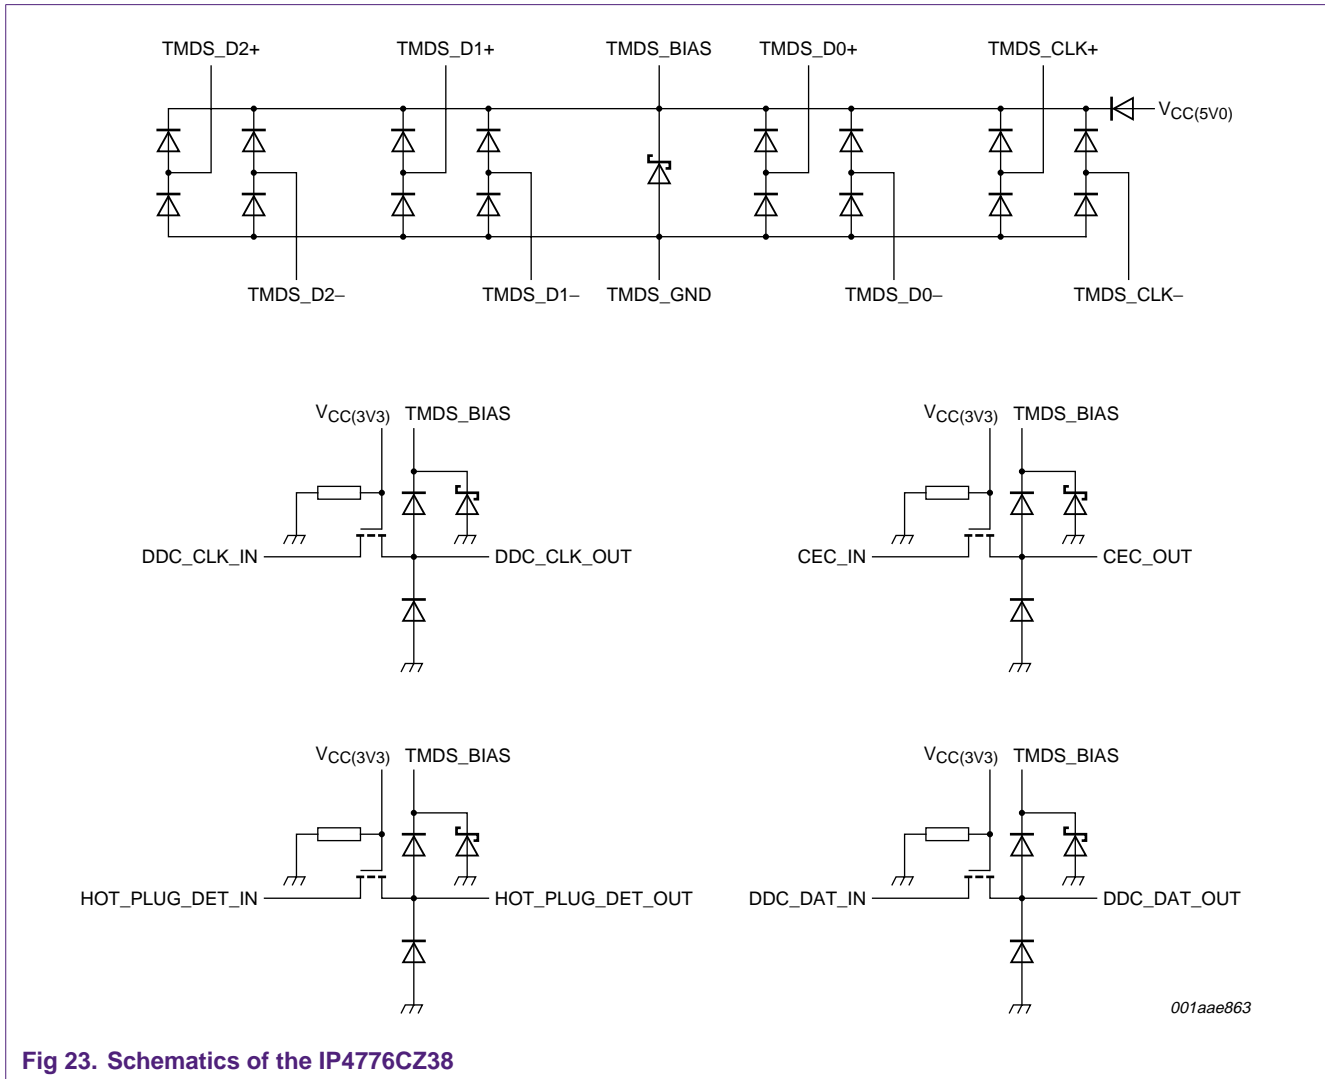 TMDS_D2+ TMDS_D1+ TMDS_BIAS TMDS_D0+ TMDS_CLK+
VCC(5V0)
TMDS_D2− TMDS_D1− TMDS_GND TMDS_D0− TMDS_CLK−
VCC(3V3) TMDS_BIAS VCC(3V3) TMDS_BIAS
DDC_CLK_IN DDC_CLK_OUT CEC_IN CEC_OUT
VCC(3V3) TMDS_BIAS VCC(3V3) TMDS_BIAS
HOT_PLUG_DET_IN HOT_PLUG_DET_OUT DDC_DAT_IN DDC_DAT_OUT
001aae863
Fig 23. Schematics of the IP4776CZ38